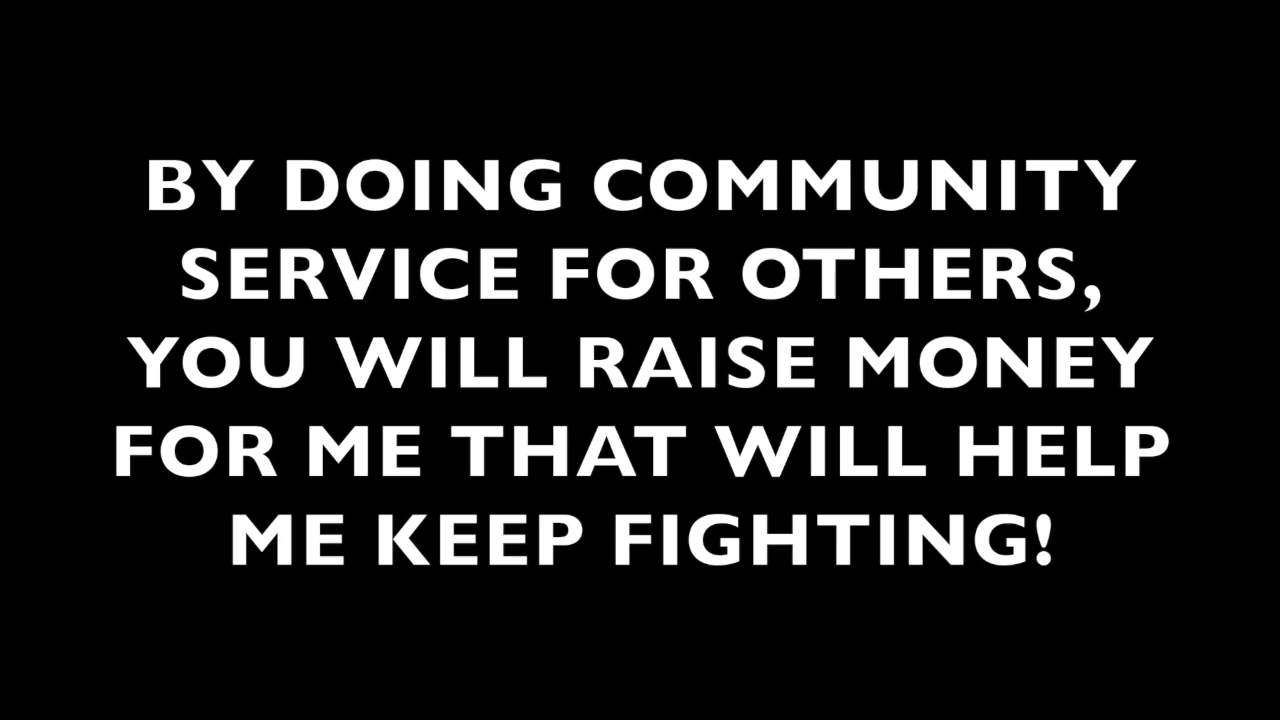 BY DOING COMMUNITY
SERVICE FOR OTHERS,
YOU WILL RAISE MONEY
FOR ME THAT WILL HELP
ME KEEP FIGHTING!